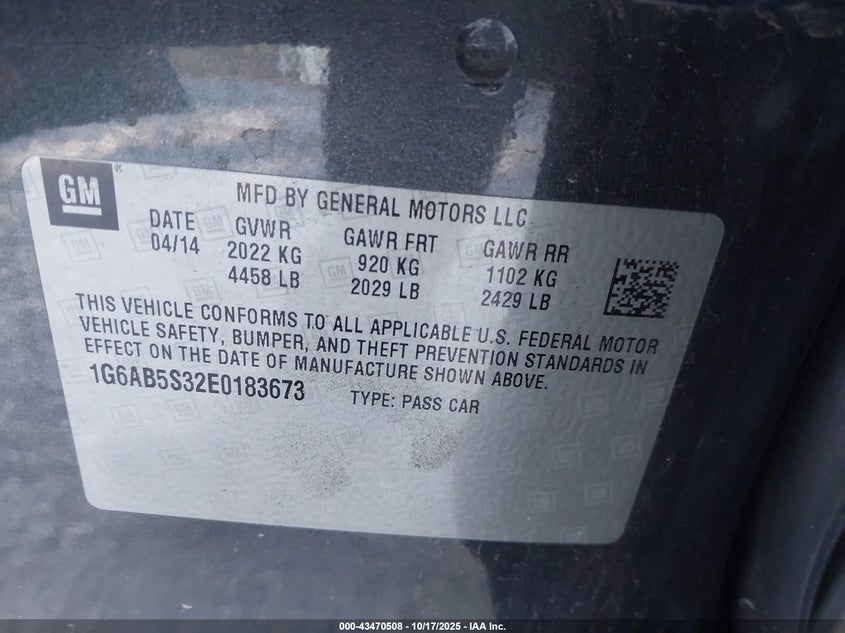 GM
MFD BY GENERAL MOTORS LLC
DATE GVWR GAWR FRT GAWR RR
04/14 2022 KG 920 KG 1102 KG
4458 LB 2029 LB 2429 LB
THIS VEHICLE CONFORMS TO ALL APPLICABLE U.S. FEDERAL MOTOR
VEHICLE SAFETY, BUMPER, AND THEFT PREVENTION STANDARDS IN
EFFECT ON THE DATE OF MANUFACTURE SHOWN ABOVE.
1G6AB5S32E0183673 TYPE: PASS CAR
000-43470508 - 10/17/2025 - IAA Inc.